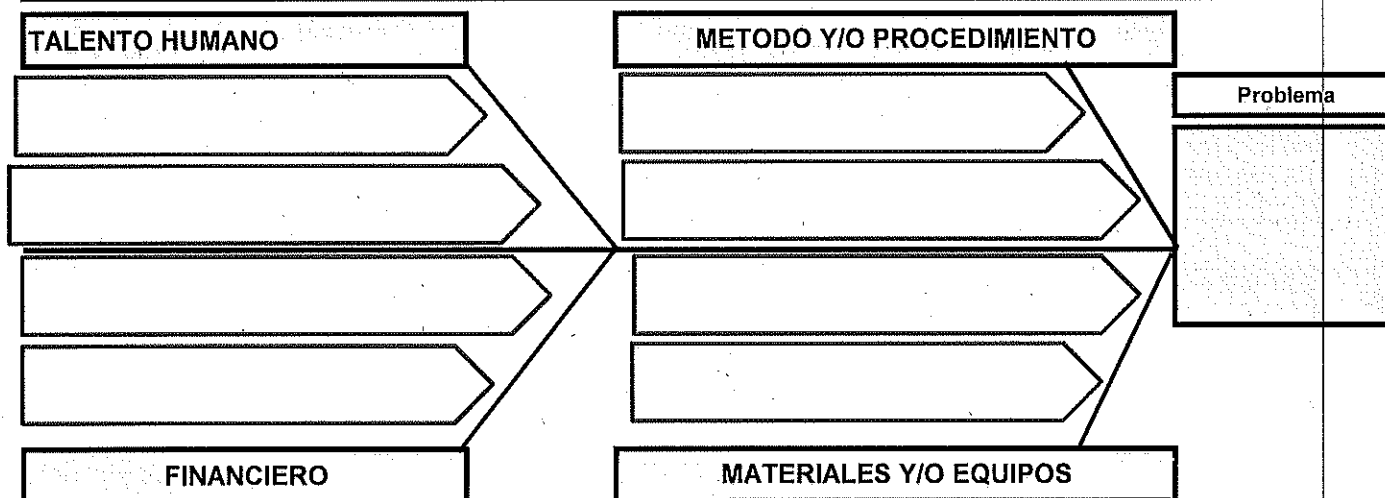 TALENTO HUMANO
METODO Y/O PROCEDIMIENTO
Problema
FINANCIERO
MATERIALES Y/O EQUIPOS